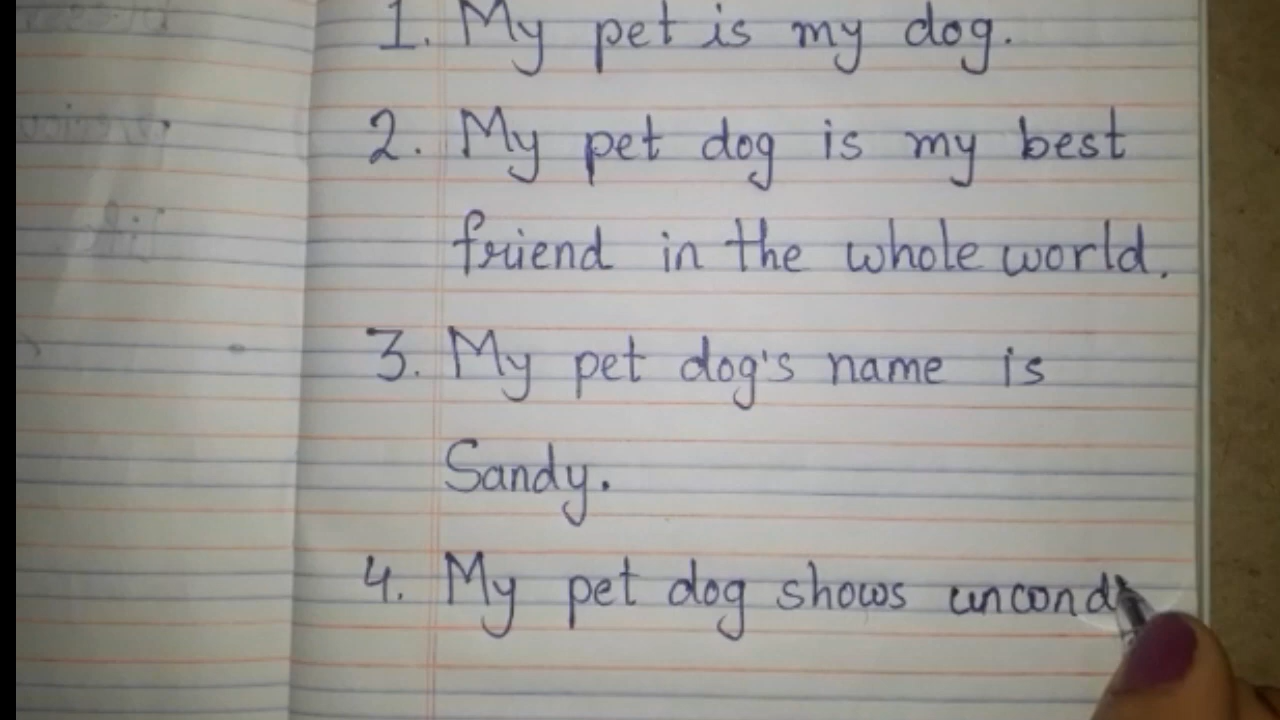 1. My pet is my dog.
2. My pet dog is my best
friend in the whole world.
3. My pet dog's name is
Sandy.
4. My pet dog shows uncond